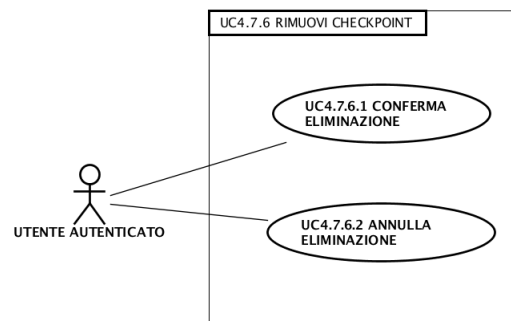 UC4.7.6 RIMUOVI CHECKPOINT
UC4.7.6.1 CONFERMA
ELIMINAZIONE
UTENTE AUTENTICATO
UC4.7.6.2 ANNULLA
ELIMINAZIONE